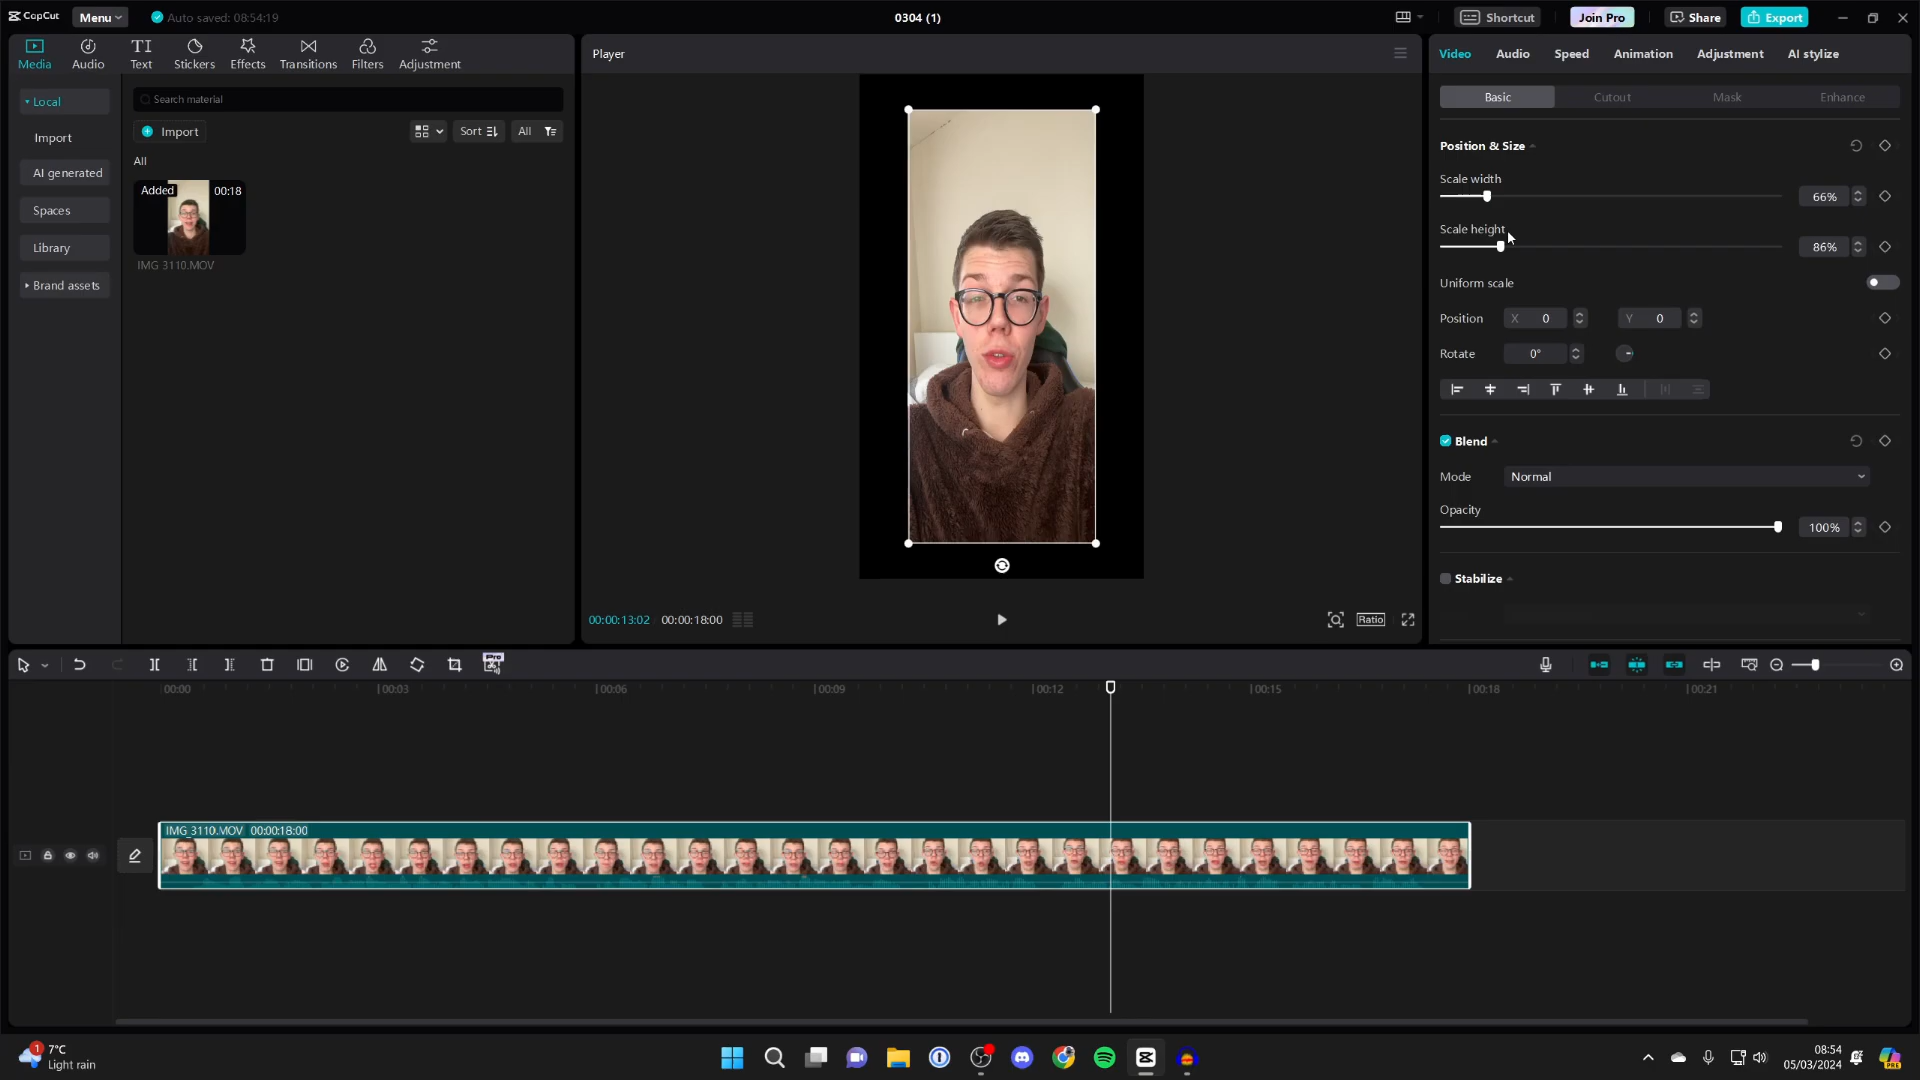 CapCut
Menu
Auto saved: 08:54:19
0304 (1)
Shortcut
Join Pro
Share
Export
Media
Audio
Text
Stickers
Effects
Transitions
Filters
Adjustment
Local
Import
AI generated
Spaces
Library
Brand assets
Search material
Import
Sort
All
All
Added
00:18
IMG 3110.MOV
Player
00:00:13:02
00:00:18:00
Ratio
Video
Audio
Speed
Animation
Adjustment
AI stylize
Basic
Cutout
Mask
Enhance
Position & Size
Scale width
66%
Scale height
86%
Uniform scale
Position
X 0
Y 0
Rotate
0°
Blend
Mode
Normal
Opacity
100%
Stabilize
Pro
00:00
00:03
00:06
00:09
00:12
00:15
00:18
00:21
IMG_3110.MOV 00:00:18:00
1
7°C
Light rain
08:54
05/03/2024
PRE